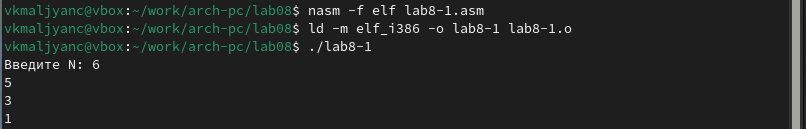 vkmaljyanc@vbox:~/work/arch-pc/lab08$ nasm -f elf lab8-1.asm
vkmaljyanc@vbox:~/work/arch-pc/lab08$ ld -m elf_i386 -o lab8-1 lab8-1.o
vkmaljyanc@vbox:~/work/arch-pc/lab08$ ./lab8-1
Введите N: 6
5
3
1